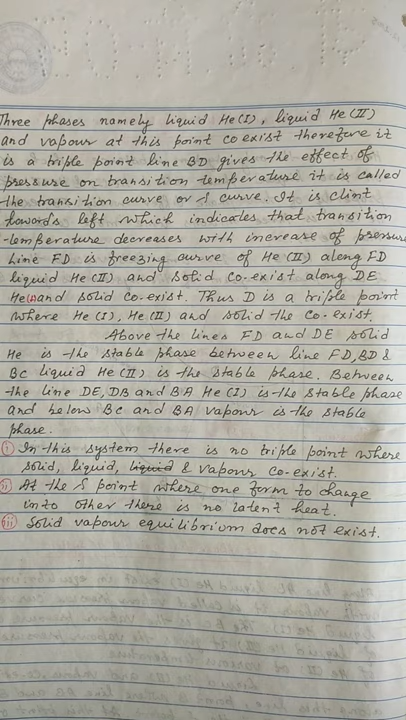 Three phases namely liquid He(I), liquid He(II)
and vapour at this point coexist therefore it
is a triple point line BD gives the effect of
pressure on transition temperature it is called
the transition curve or λ curve. It is clint
towards left which indicates that transition
temperature decreases with increase of pressure
Line FD is freezing curve of He(II) along FD
liquid He(II) and solid co-exist along DE
He(I) and solid co-exist. Thus D is a triple point
where He(I), He(II) and solid the co-exist.
Above the lines FD and DE solid
He is the stable phase between line FD, BD &
BC liquid He(II) is the stable phase. Between
the line DE, DB and BA He(I) is the stable phase
and below BC and BA vapour is the stable
phase.
(i) In this system there is no triple point where
solid, liquid, liquid & vapour co-exist.
(ii) At the λ point where one form to change
into other there is no latent heat.
(iii) Solid vapour equilibrium does not exist.